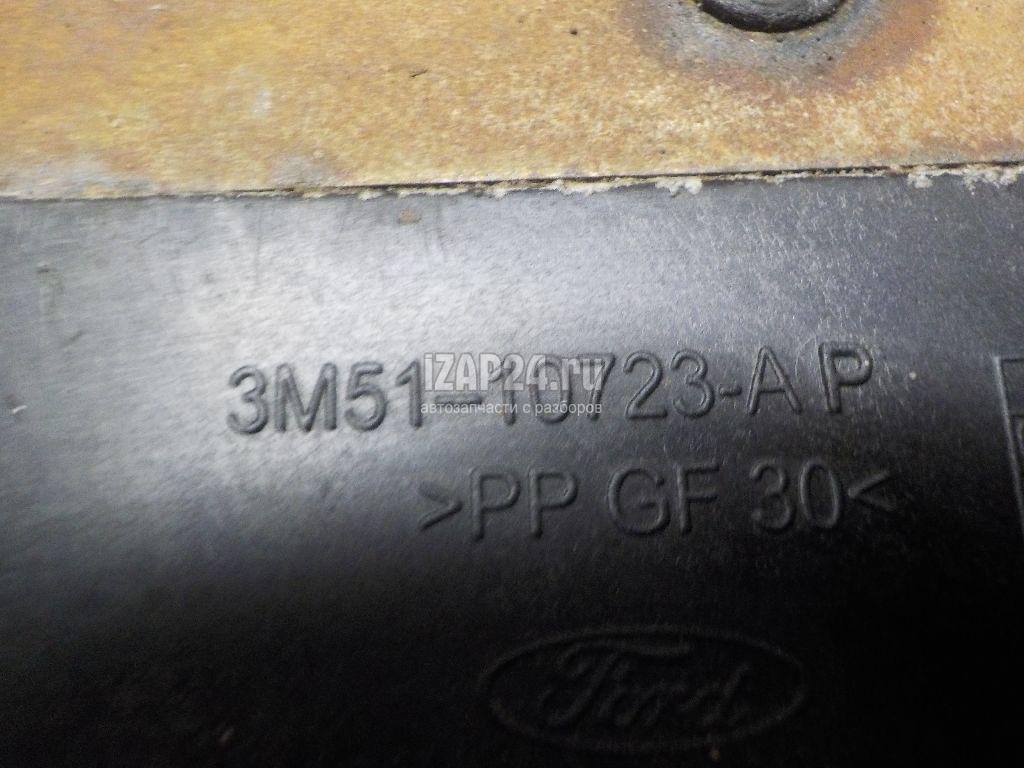 3M51-10723-A P
iZAP24.ru
автозапчасти с разборов
>PP GF 30<
Ford